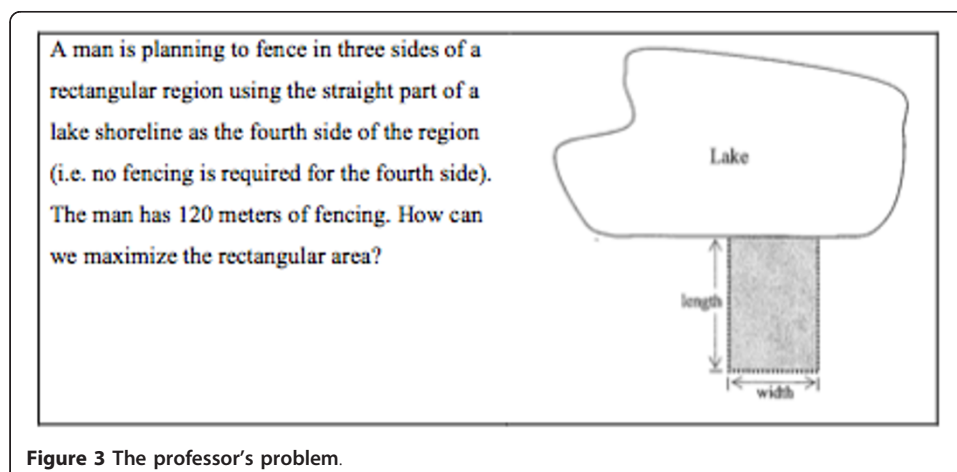 A man is planning to fence in three sides of a
rectangular region using the straight part of a
lake shoreline as the fourth side of the region
(i.e. no fencing is required for the fourth side).
The man has 120 meters of fencing. How can
we maximize the rectangular area?
Lake
length
width
Figure 3 The professor's problem.